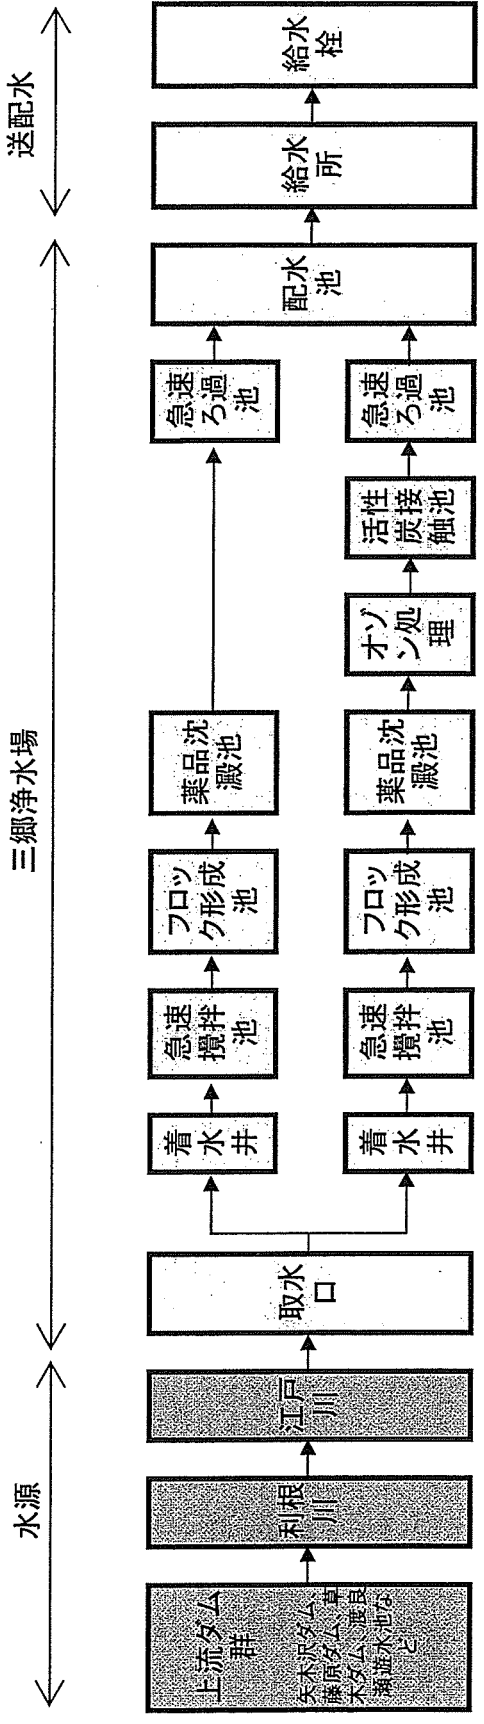 水源
三郷浄水場
送配水
上流ダム
群
矢木沢ダム
藤原ダム、草
木ダム、渡良
瀬遊水池な
ど
利根
川
江戸
川
取水
口
着
水
井
急速
攪拌
池
フロッ
ク形成
池
薬品沈
澱池
急速
ろ過
池
着
水
井
急速
攪拌
池
フロッ
ク形成
池
薬品沈
澱池
オゾ
ン処
理
活性
炭接
触池
急速
ろ過
池
配水
池
給水
所
給水
栓